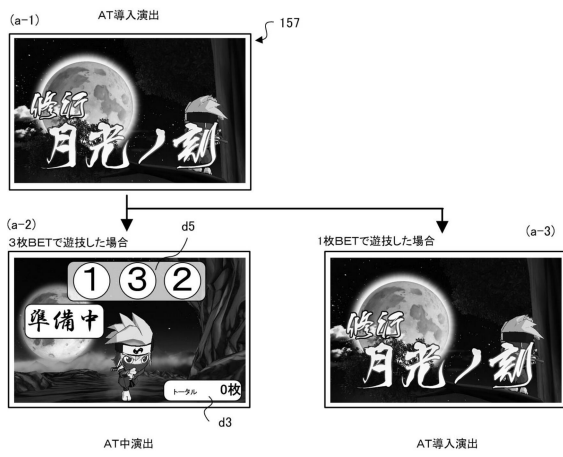 (a-1)
AT導入演出
157
修行
月光ノ刻
(a-2)
3枚BETで遊技した場合
d5
1 3 2
準備中
トータル 0枚
d3
AT中演出
(a-3)
1枚BETで遊技した場合
修行
月光ノ刻
AT導入演出